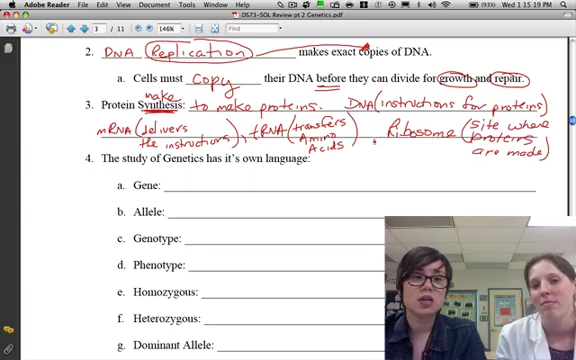 Adobe Reader File Edit View Window Help Wed Jan 1 15:19 PM
DS73-SOL Review pt 2 Genetics.pdf
3 / 11 146% Find
2. DNA Replication makes exact copies of DNA.
a. Cells must copy their DNA before they can divide for growth and repair.
make
3. Protein Synthesis: to make proteins. DNA (instructions for proteins)
mRNA (delivers the instructions), tRNA (transfers Amino Acids) Ribosome (site where proteins are made)
4. The study of Genetics has it's own language:
a. Gene:
b. Allele:
c. Genotype:
d. Phenotype:
e. Homozygous:
f. Heterozygous:
g. Dominant Allele: